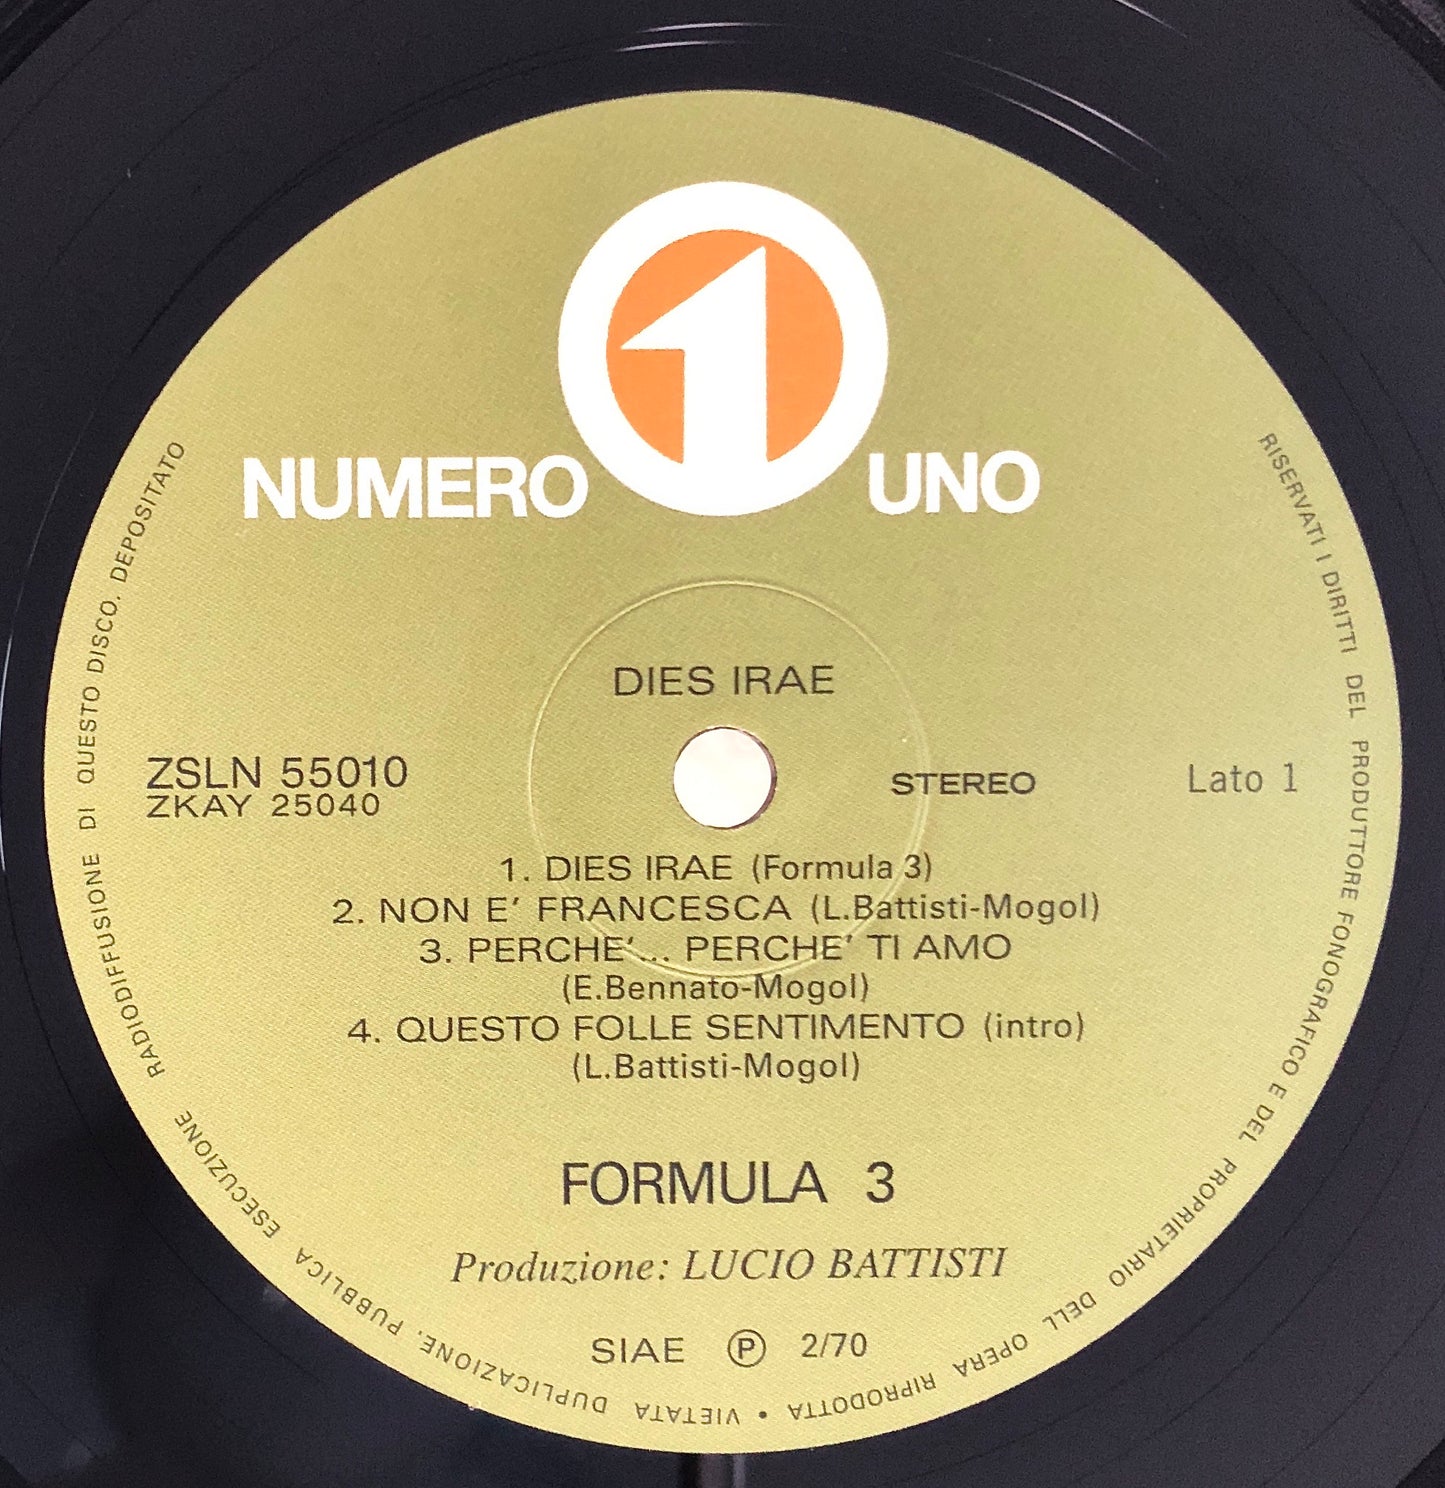 1
NUMERO UNO
DIES IRAE
ZSLN 55010
ZKAY 25040
STEREO
Lato 1
1. DIES IRAE (Formula 3)
2. NON E' FRANCESCA (L.Battisti-Mogol)
3. PERCHE'... PERCHE' TI AMO
(E.Bennato-Mogol)
4. QUESTO FOLLE SENTIMENTO (intro)
(L.Battisti-Mogol)
FORMULA 3
Produzione: LUCIO BATTISTI
SIAE Ⓟ 2/70
RISERVATI I DIRITTI DEL PRODUTTORE FONOGRAFICO E DEL PROPRIETARIO DELL OPERA RIPRODOTTA • VIETATA DUPLICAZIONE, PUBBLICA ESECUZIONE RADIODIFFUSIONE DI QUESTO DISCO. DEPOSITATO